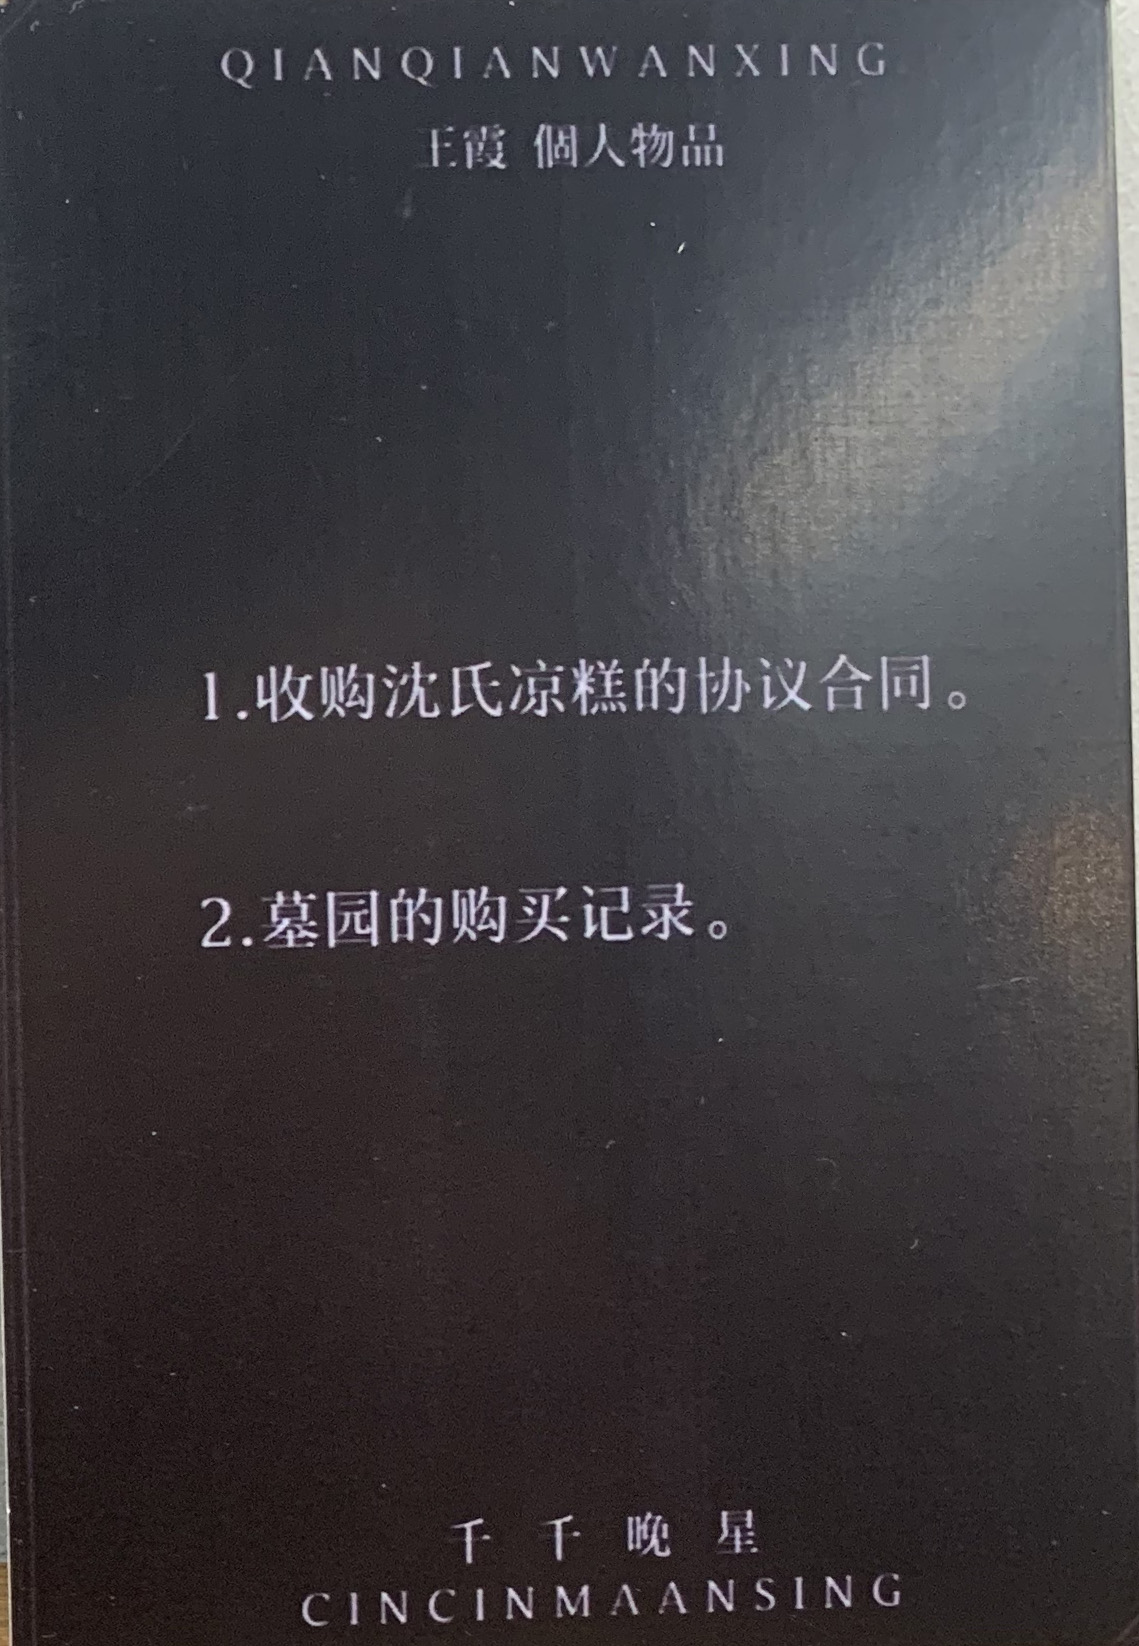 QIANQIANWANXING
王霞 個人物品
1.收购沈氏凉糕的协议合同。
2.墓园的购买记录。
千千晚星
CINCINMAANSING